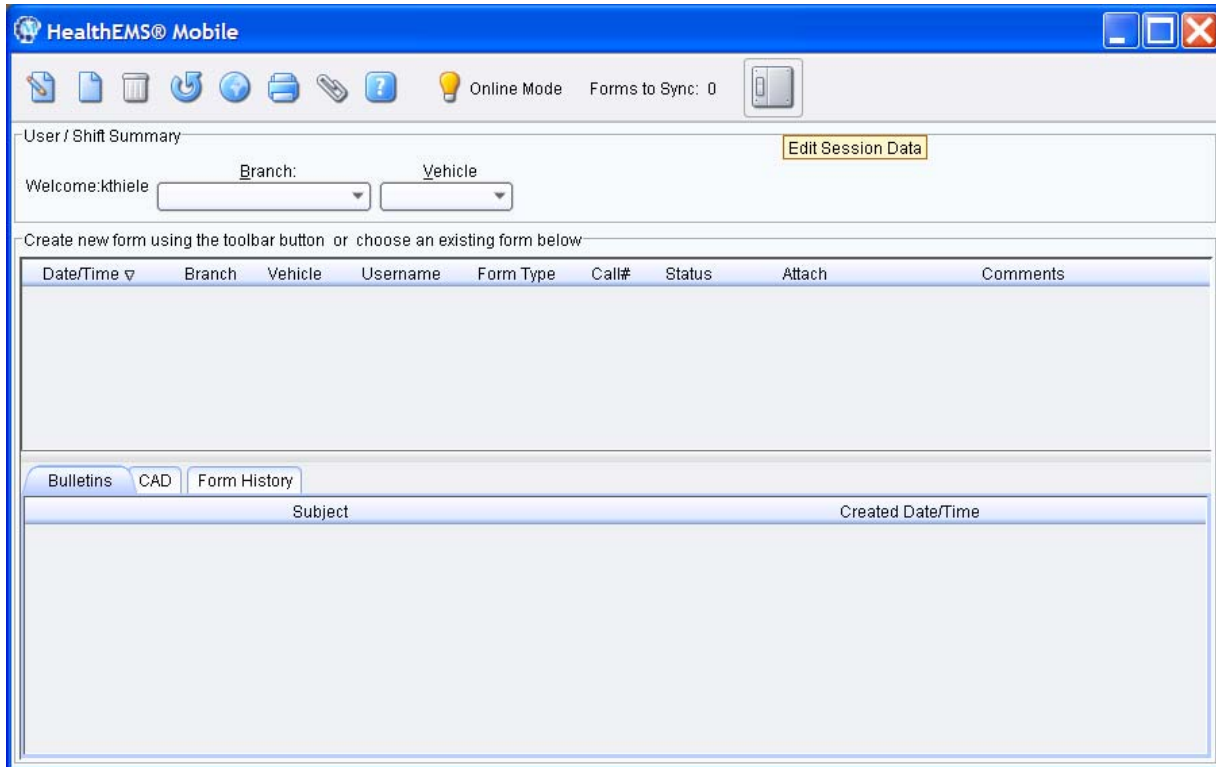 HealthEMS® Mobile
? Online Mode Forms to Sync: 0
User / Shift Summary
Edit Session Data
Branch: Vehicle
Welcome:kthiele
Create new form using the toolbar button or choose an existing form below
Date/Time Branch Vehicle Username Form Type Call# Status Attach Comments
Bulletins CAD Form History
Subject Created Date/Time